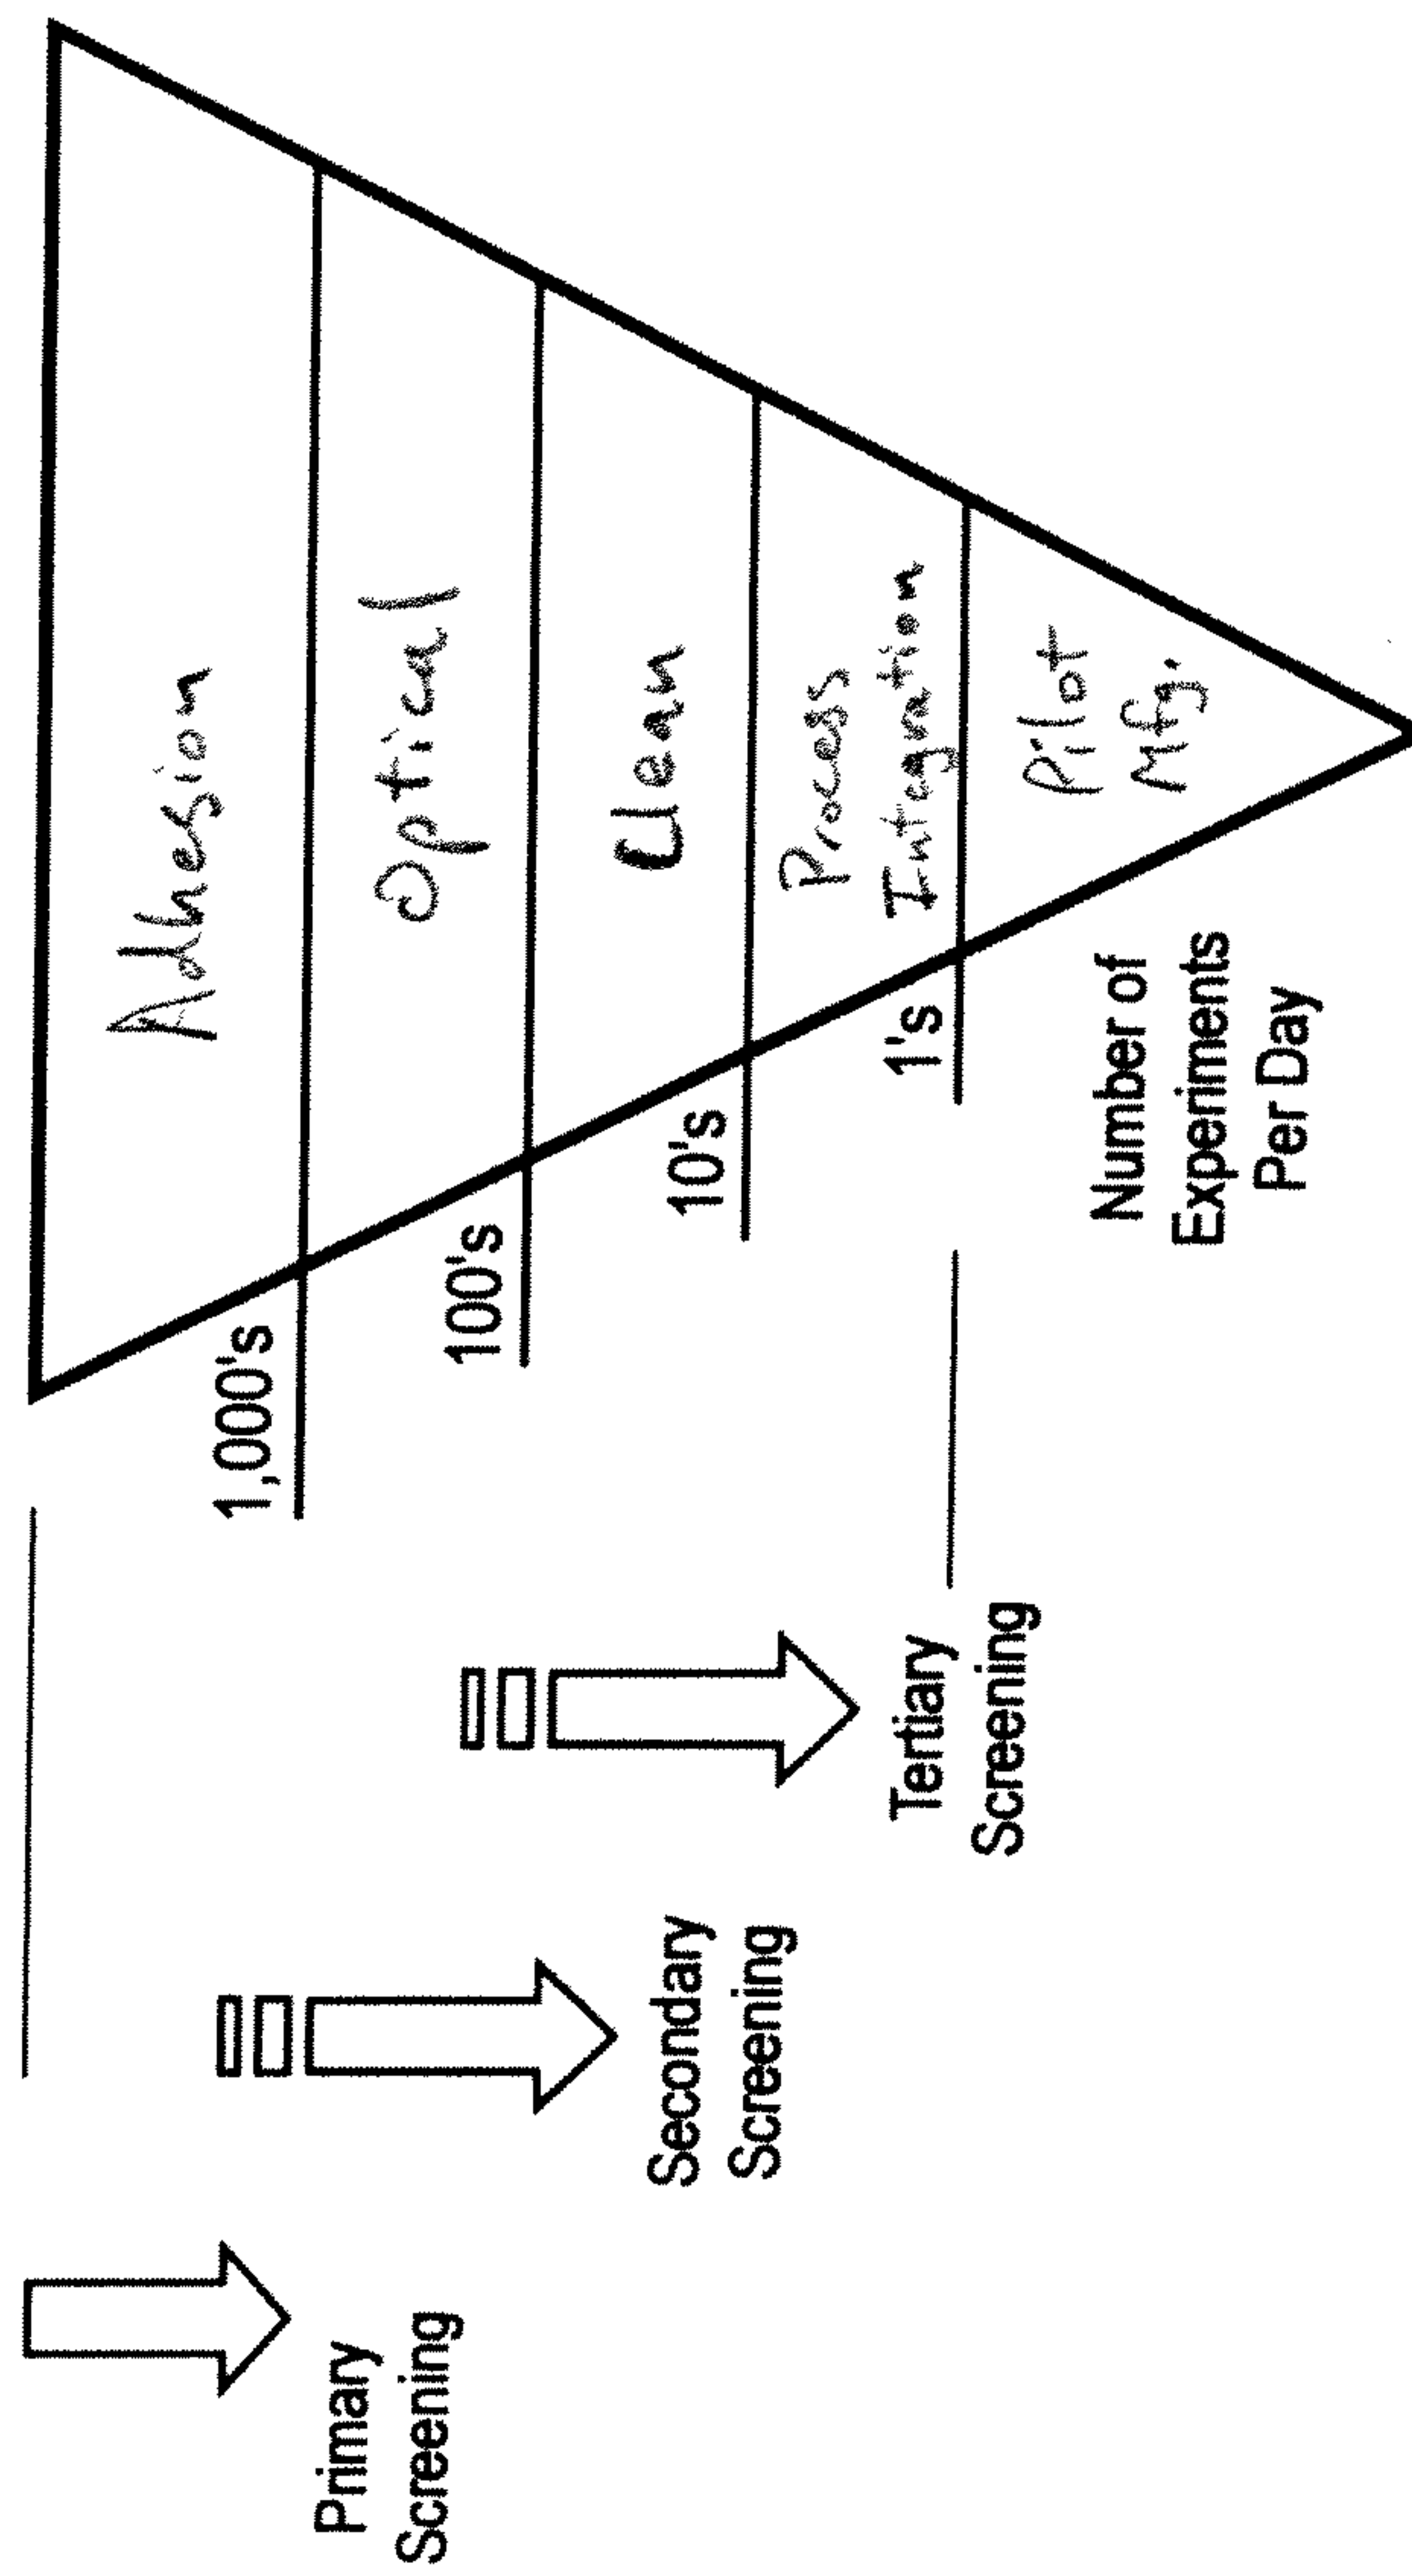 Primary
Screening
Secondary
Screening
Tertiary
Screening
1,000's
100's
10's
1's
Number of
Experiments
Per Day
Adhesion
Optical
Clean
Process
Integration
Pilot
Mfg.